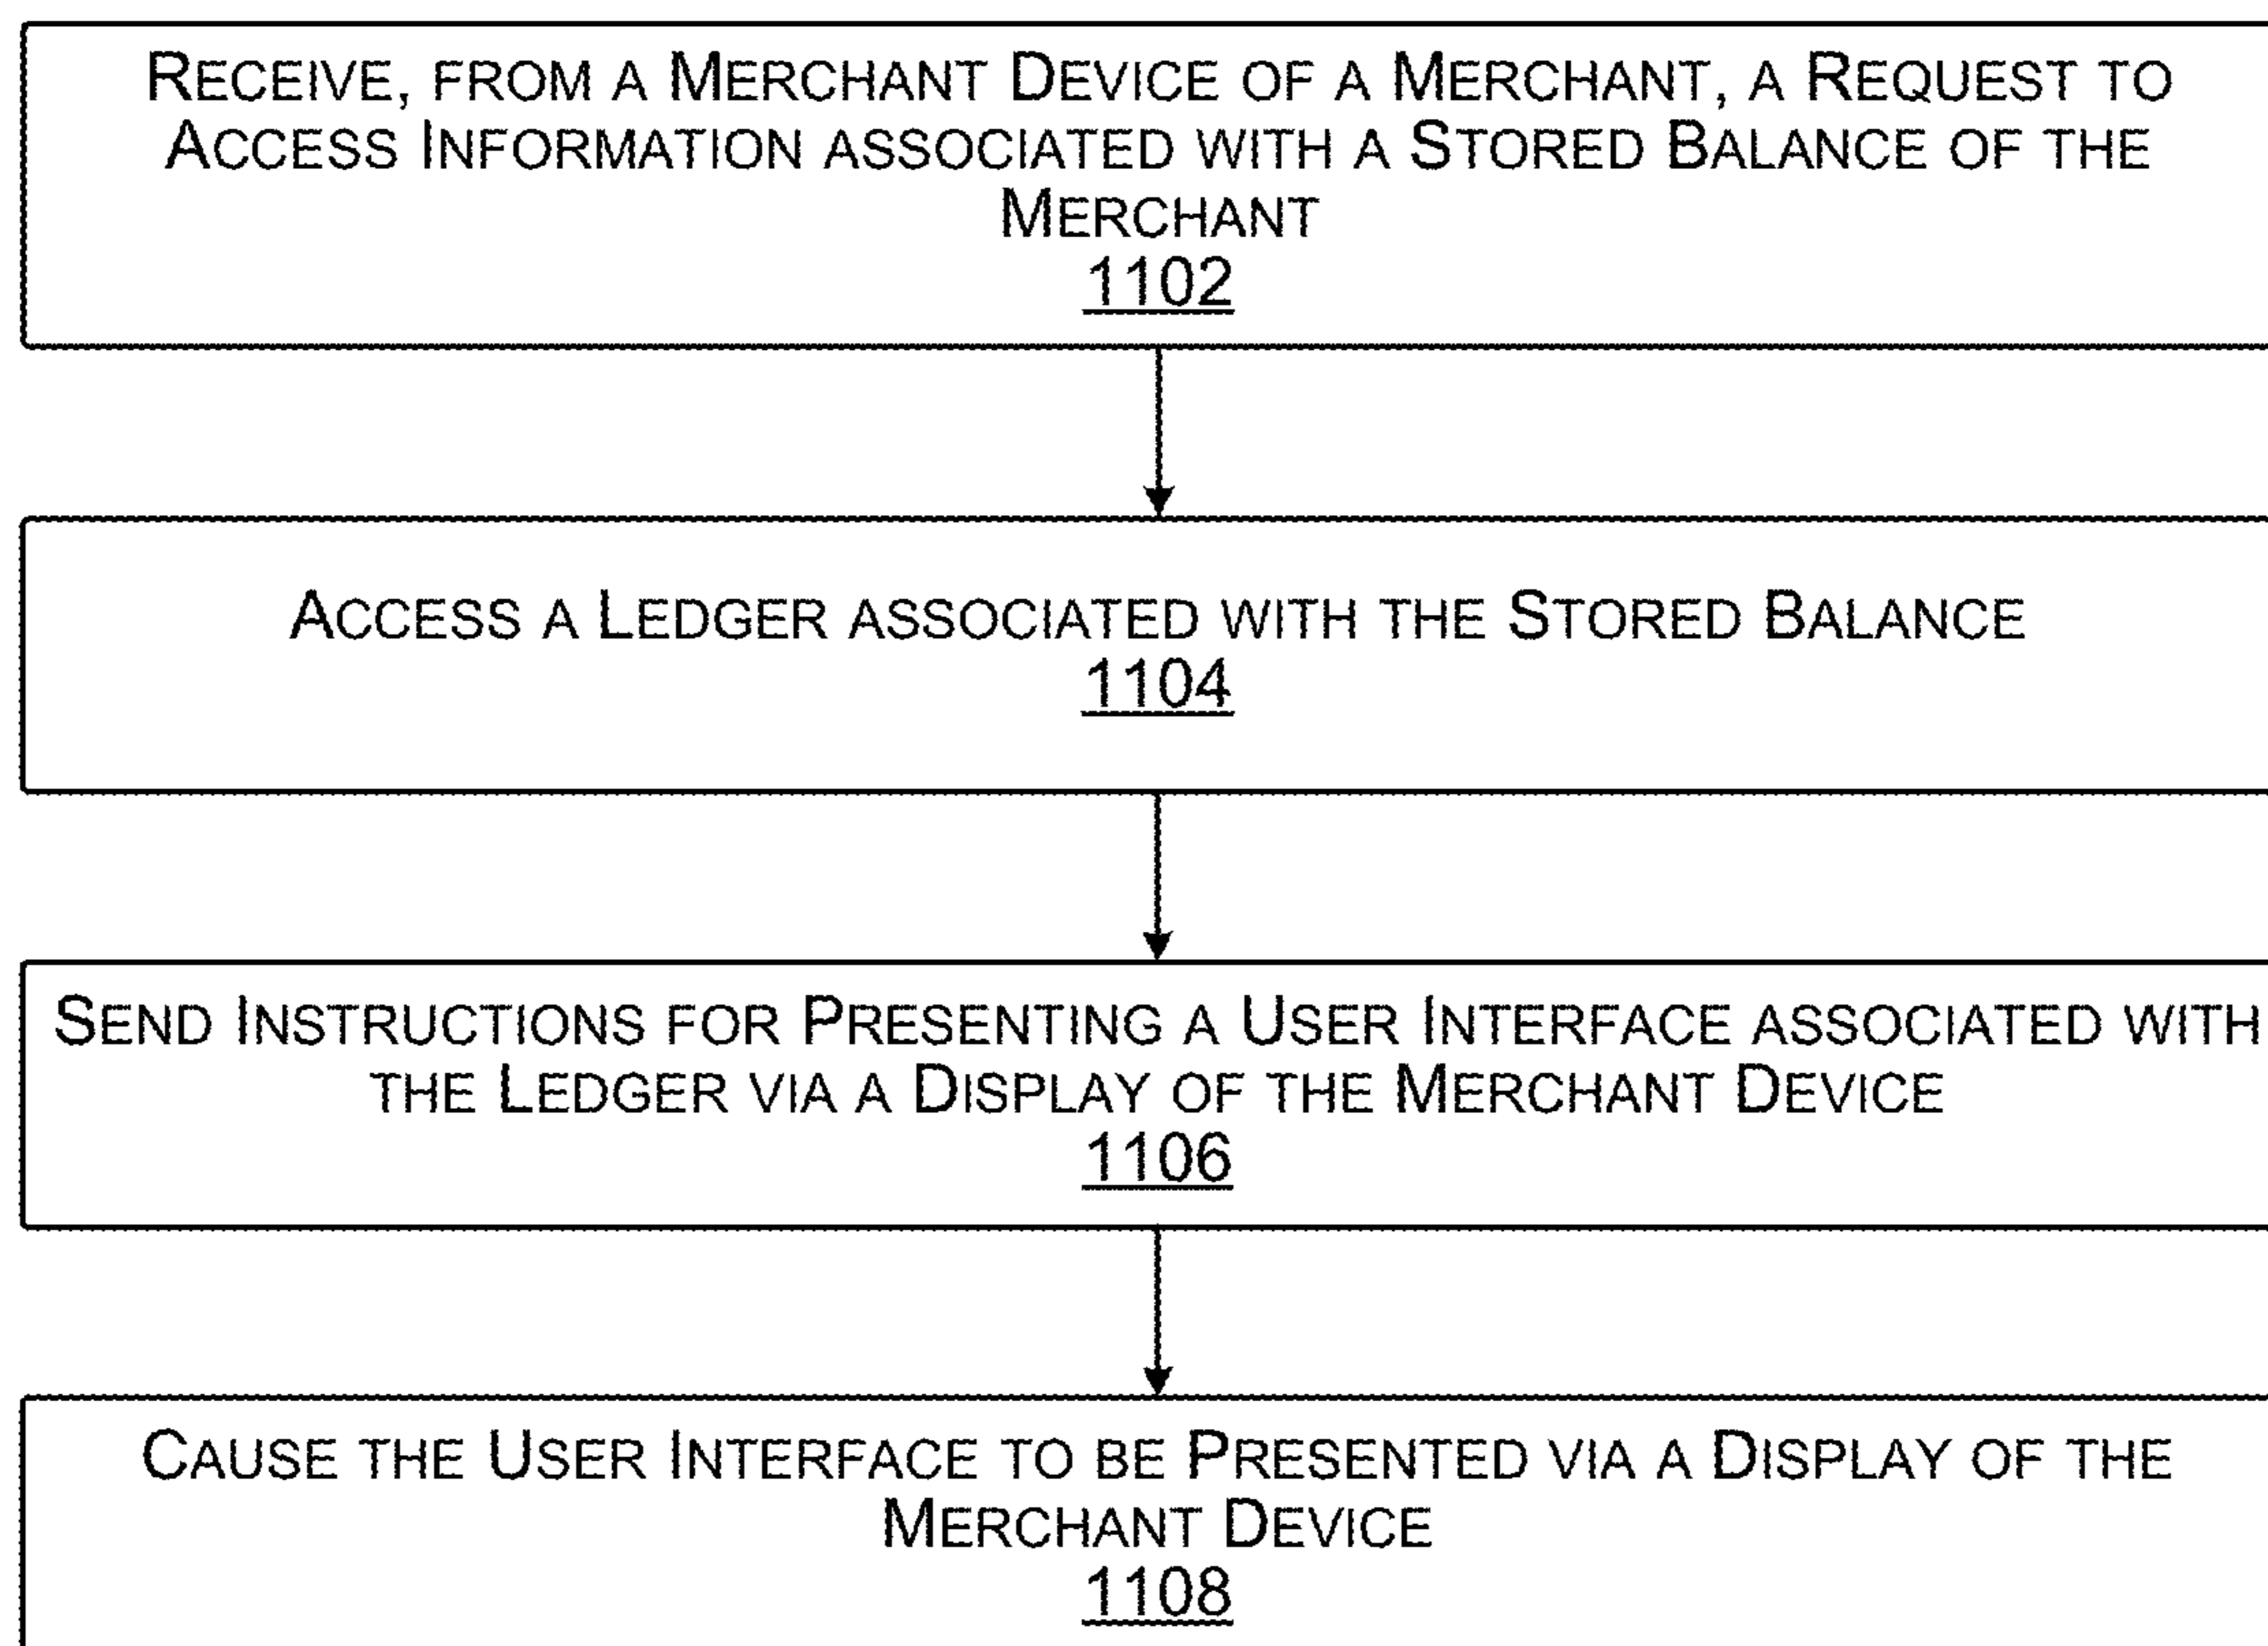 RECEIVE, FROM A MERCHANT DEVICE OF A MERCHANT, A REQUEST TO
ACCESS INFORMATION ASSOCIATED WITH A STORED BALANCE OF THE
MERCHANT
1102
ACCESS A LEDGER ASSOCIATED WITH THE STORED BALANCE
1104
SEND INSTRUCTIONS FOR PRESENTING A USER INTERFACE ASSOCIATED WITH
THE LEDGER VIA A DISPLAY OF THE MERCHANT DEVICE
1106
CAUSE THE USER INTERFACE TO BE PRESENTED VIA A DISPLAY OF THE
MERCHANT DEVICE
1108